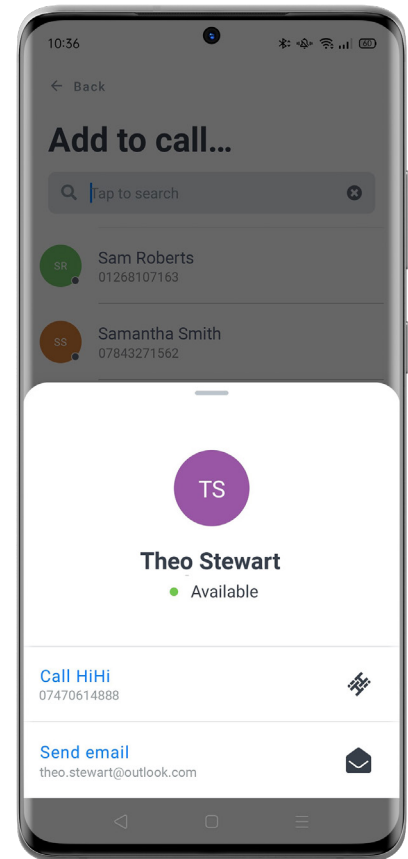 10:36
60
Back
Add to call...
Tap to search
SR
Sam Roberts
01268107163
SS
Samantha Smith
07843271562
TS
Theo Stewart
Available
Call HiHi
07470614888
Send email
theo.stewart@outlook.com